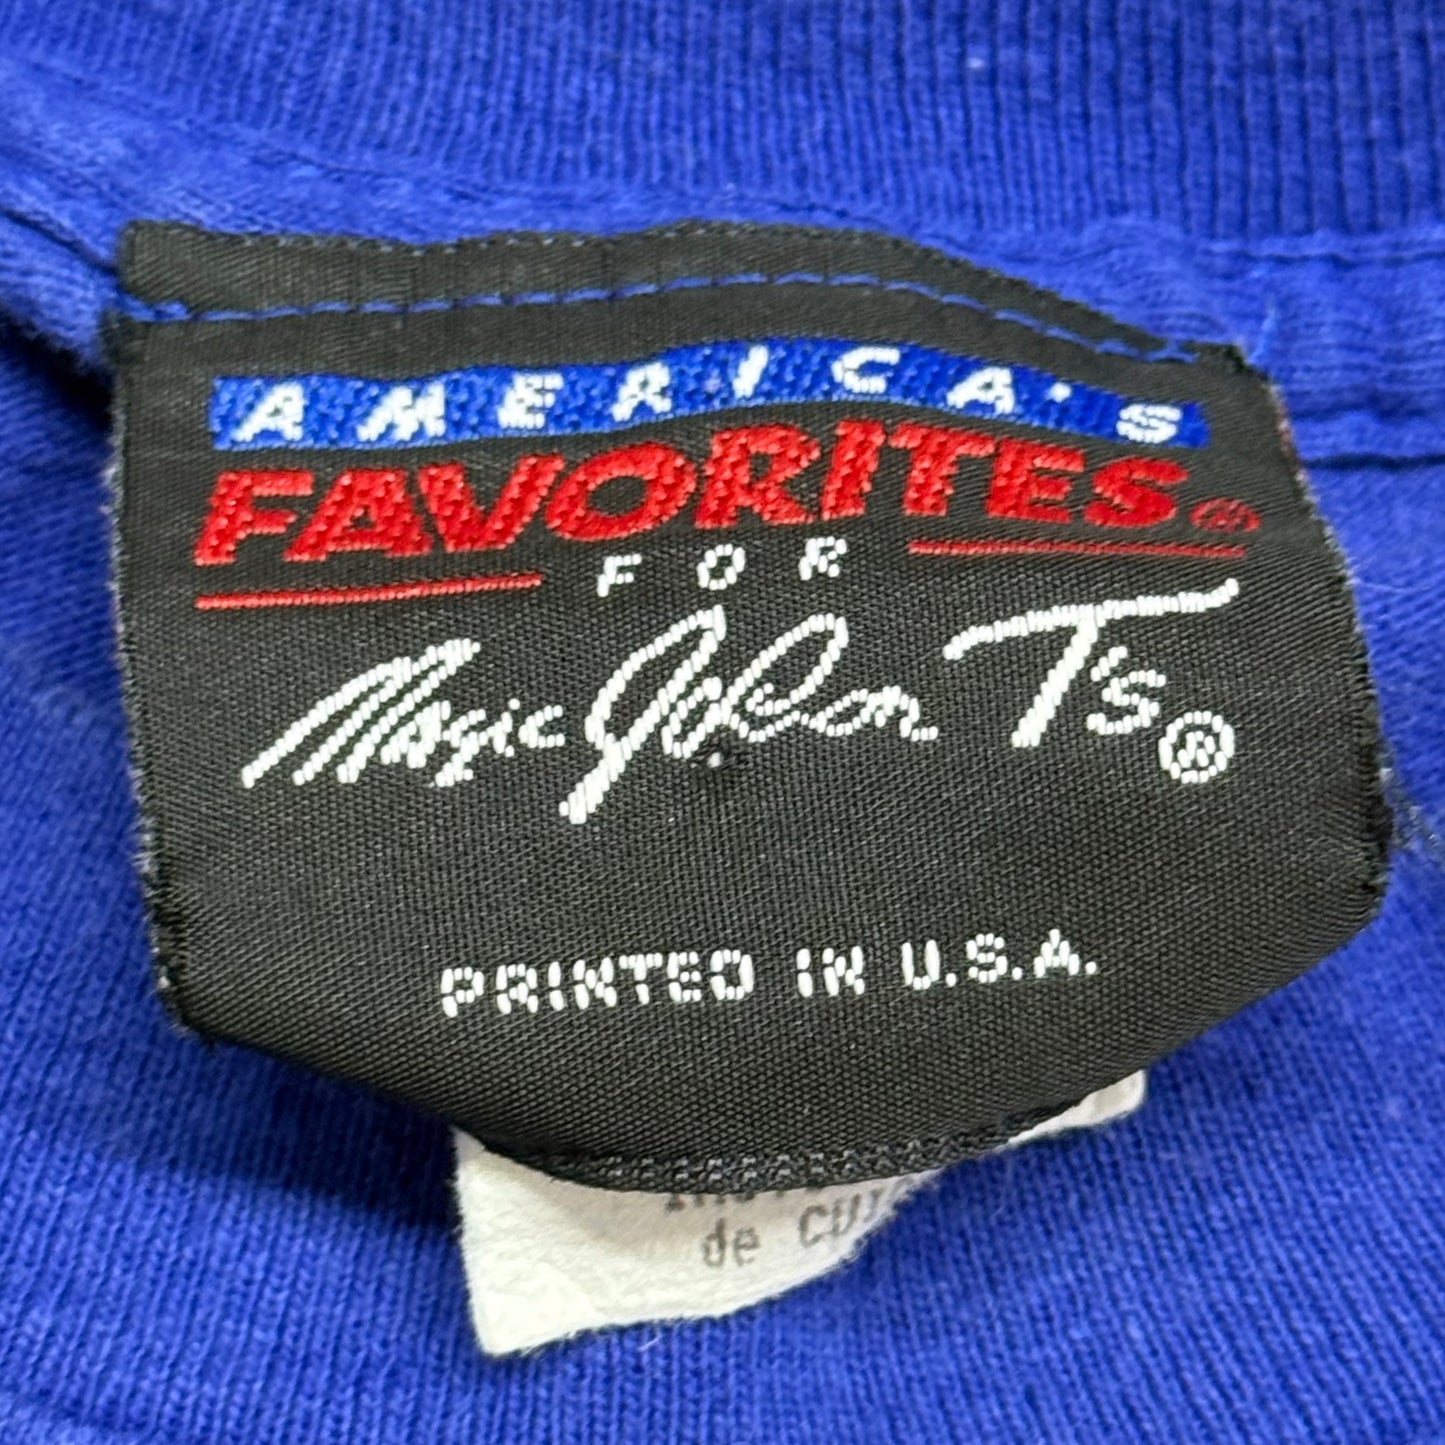 AMERICA'S
FAVORITES®
FOR
Magic Johnson T's®
PRINTED IN U.S.A.
de